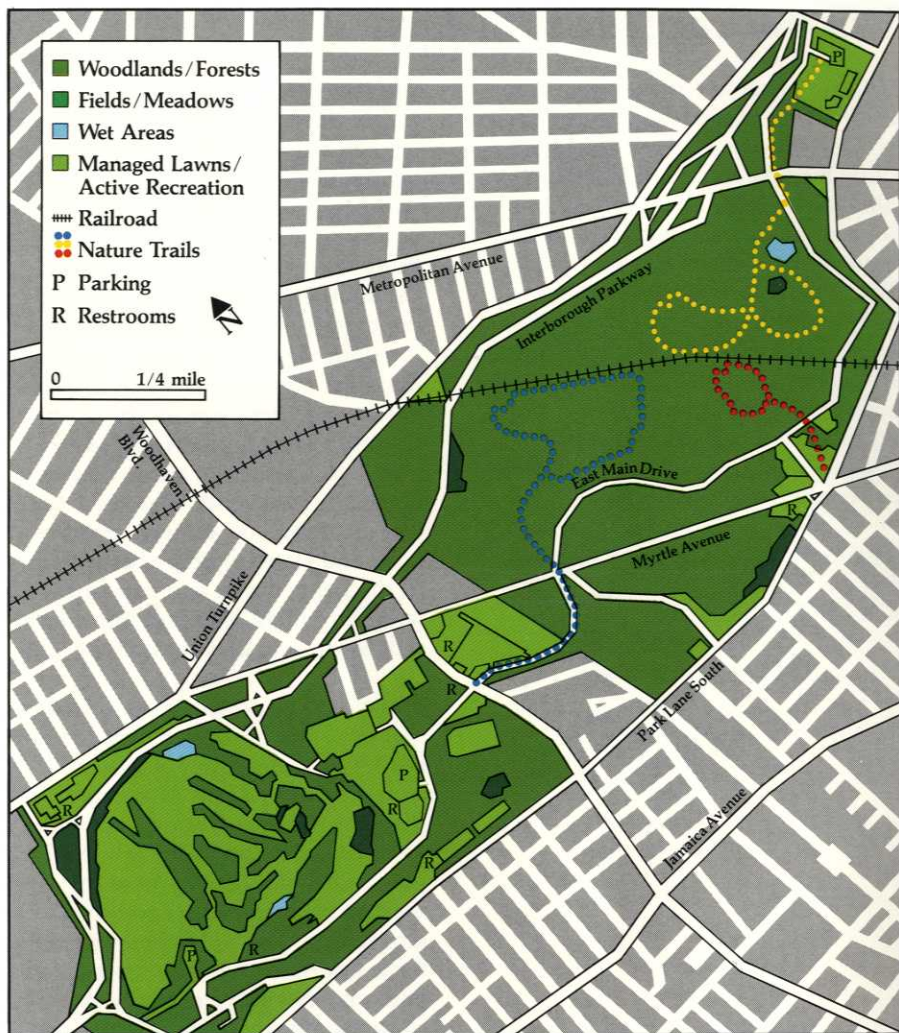 Woodlands/Forests
Fields/Meadows
Wet Areas
Managed Lawns/
Active Recreation
Railroad
Nature Trails
P Parking
R Restrooms
N
0 1/4 mile
P
Metropolitan Avenue
Interborough Parkway
Woodhaven
Blvd.
East Main Drive
R
Myrtle Avenue
Union Turnpike
R
R
Park Lane South
P
R
R
R
Jamaica Avenue
P
R